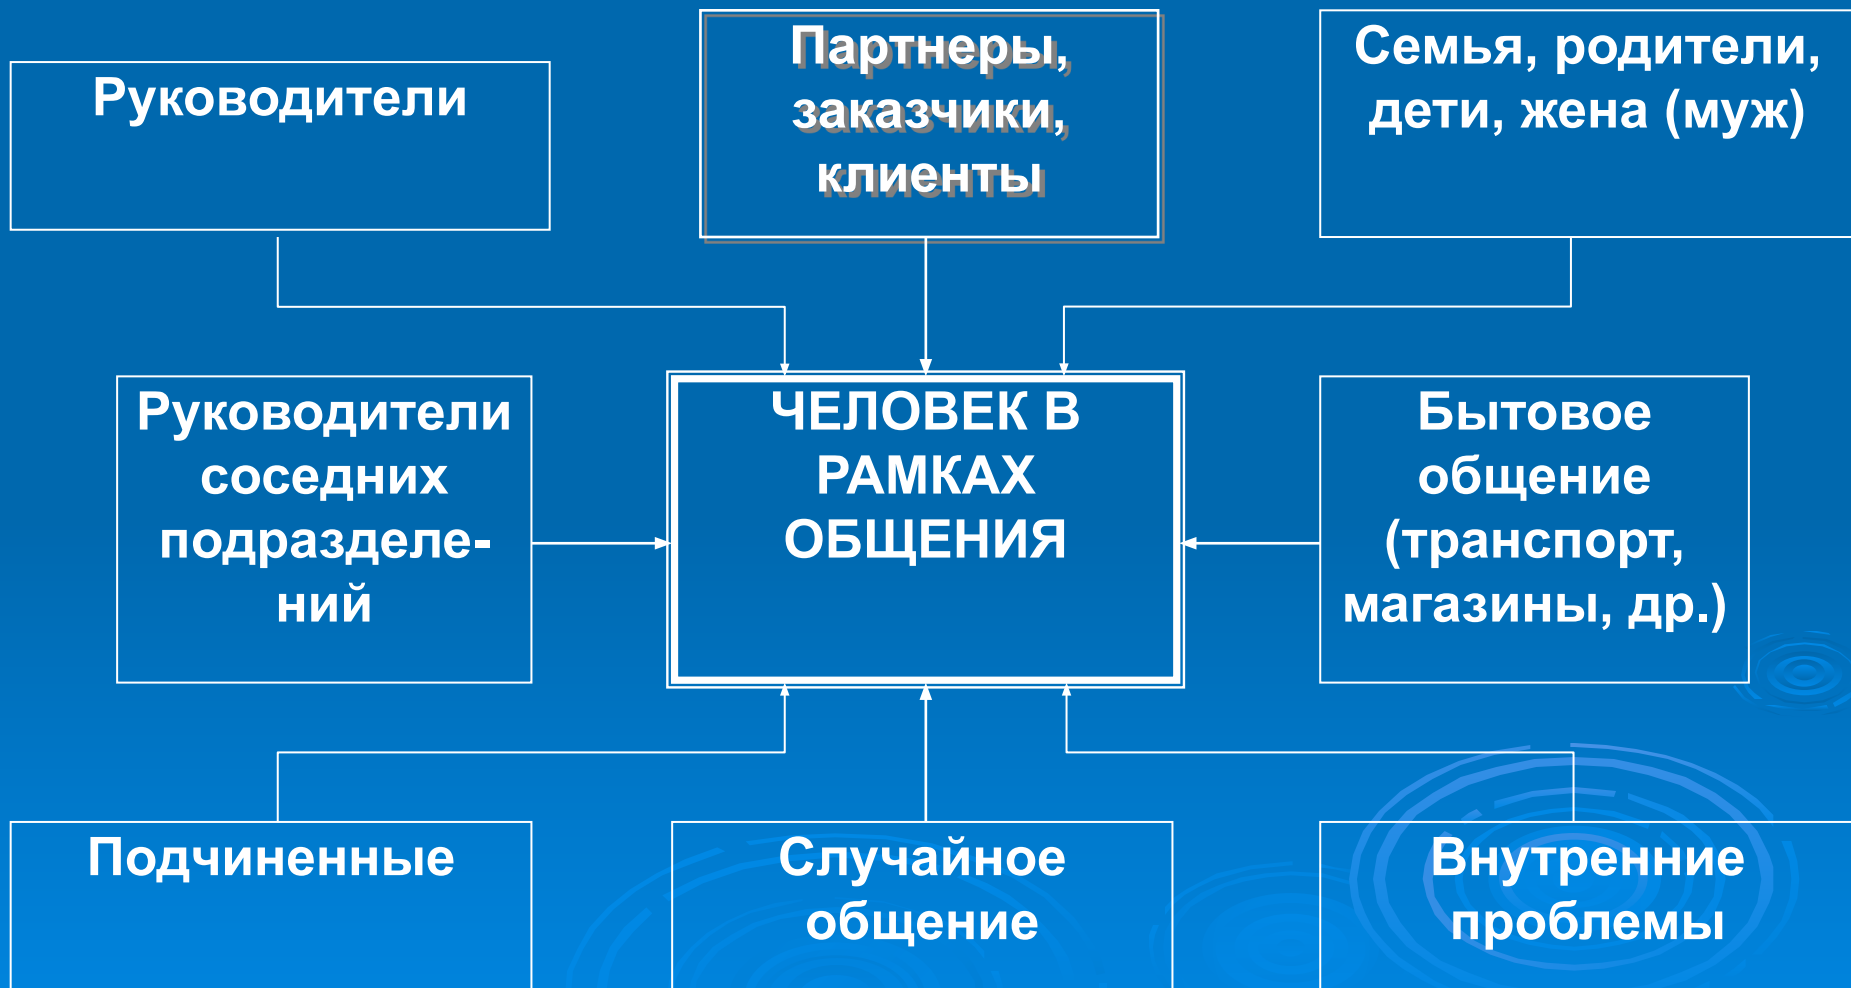 Руководители
Партнеры,
заказчики,
клиенты
Семья, родители,
дети, жена (муж)
Руководители
соседних
подразделе-
ний
ЧЕЛОВЕК В
РАМКАХ
ОБЩЕНИЯ
Бытовое
общение
(транспорт,
магазины, др.)
Подчиненные
Случайное
общение
Внутренние
проблемы